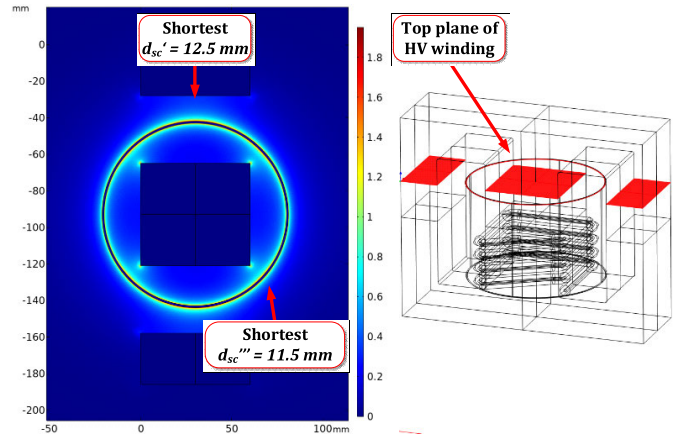 mm
Shortest
dsc‘ = 12.5 mm
Top plane of
HV winding
0
-20
-40
-60
-80
-100
-120
-140
-160
-180
-200
-50
0
100mm
1.8
1.6
1.4
1.2
1
0.8
0.6
0.4
0.2
0
Shortest
dsc’’’ = 11.5 mm